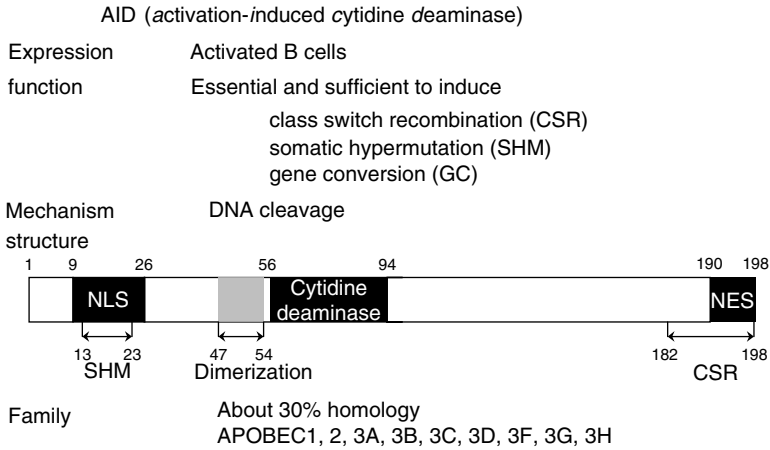 AID (activation-induced cytidine deaminase)
Expression Activated B cells
function Essential and sufficient to induce
class switch recombination (CSR)
somatic hypermutation (SHM)
gene conversion (GC)
Mechanism DNA cleavage
structure
1 9 26 56 94 190 198
NLS Cytidine deaminase NES
13 23 47 54 182 198
SHM Dimerization CSR
Family About 30% homology
APOBEC1, 2, 3A, 3B, 3C, 3D, 3F, 3G, 3H